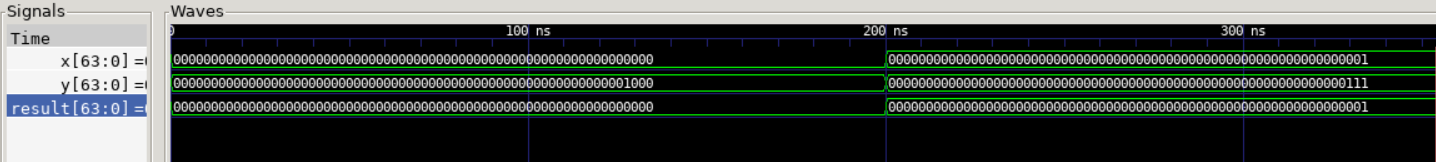 Signals Waves
Time 0 100 ns 200 ns 300 ns
x[63:0] = 0000000000000000000000000000000000000000000000000000000000000000 0000000000000000000000000000000000000000000000000000000000000001
y[63:0] = 0000000000000000000000000000000000000000000000000000000000001000 0000000000000000000000000000000000000000000000000000000000000111
result[63:0] = 0000000000000000000000000000000000000000000000000000000000000000 0000000000000000000000000000000000000000000000000000000000000001